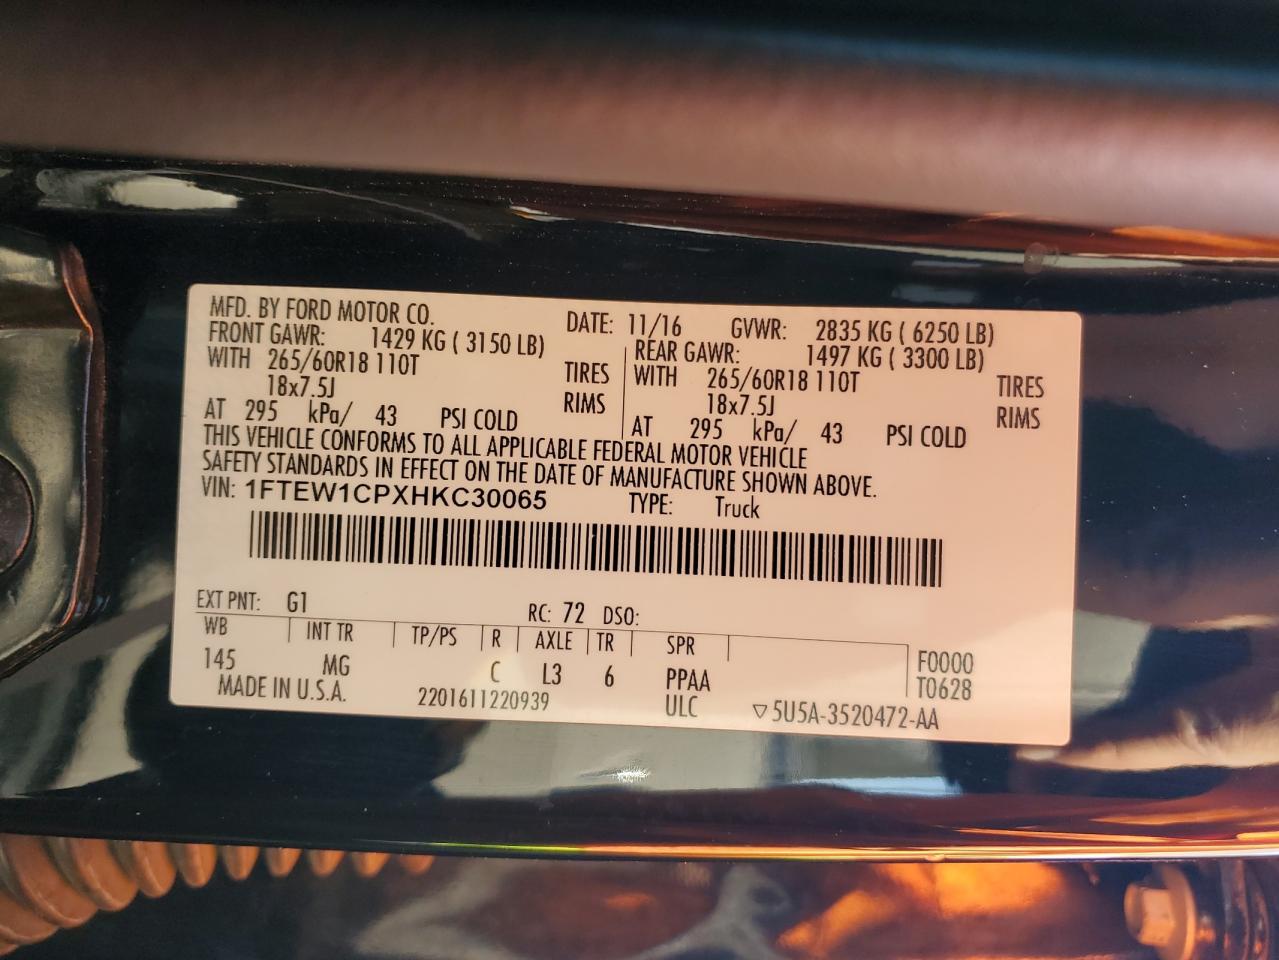 MFD. BY FORD MOTOR CO. DATE: 11/16 GVWR: 2835 KG ( 6250 LB)
FRONT GAWR: 1429 KG ( 3150 LB) REAR GAWR: 1497 KG ( 3300 LB)
WITH 265/60R18 110T TIRES WITH 265/60R18 110T TIRES
18x7.5J RIMS 18x7.5J RIMS
AT 295 kPa/ 43 PSI COLD AT 295 kPa/ 43 PSI COLD
THIS VEHICLE CONFORMS TO ALL APPLICABLE FEDERAL MOTOR VEHICLE
SAFETY STANDARDS IN EFFECT ON THE DATE OF MANUFACTURE SHOWN ABOVE.
VIN: 1FTEW1CPXHKC30065 TYPE: Truck
EXT PNT: G1 RC: 72 DSO:
WB INT TR TP/PS R AXLE TR SPR
145 MG C L3 6 PPAA F0000
T0628
MADE IN U.S.A. 2201611220939 ULC ▽5U5A-3520472-AA